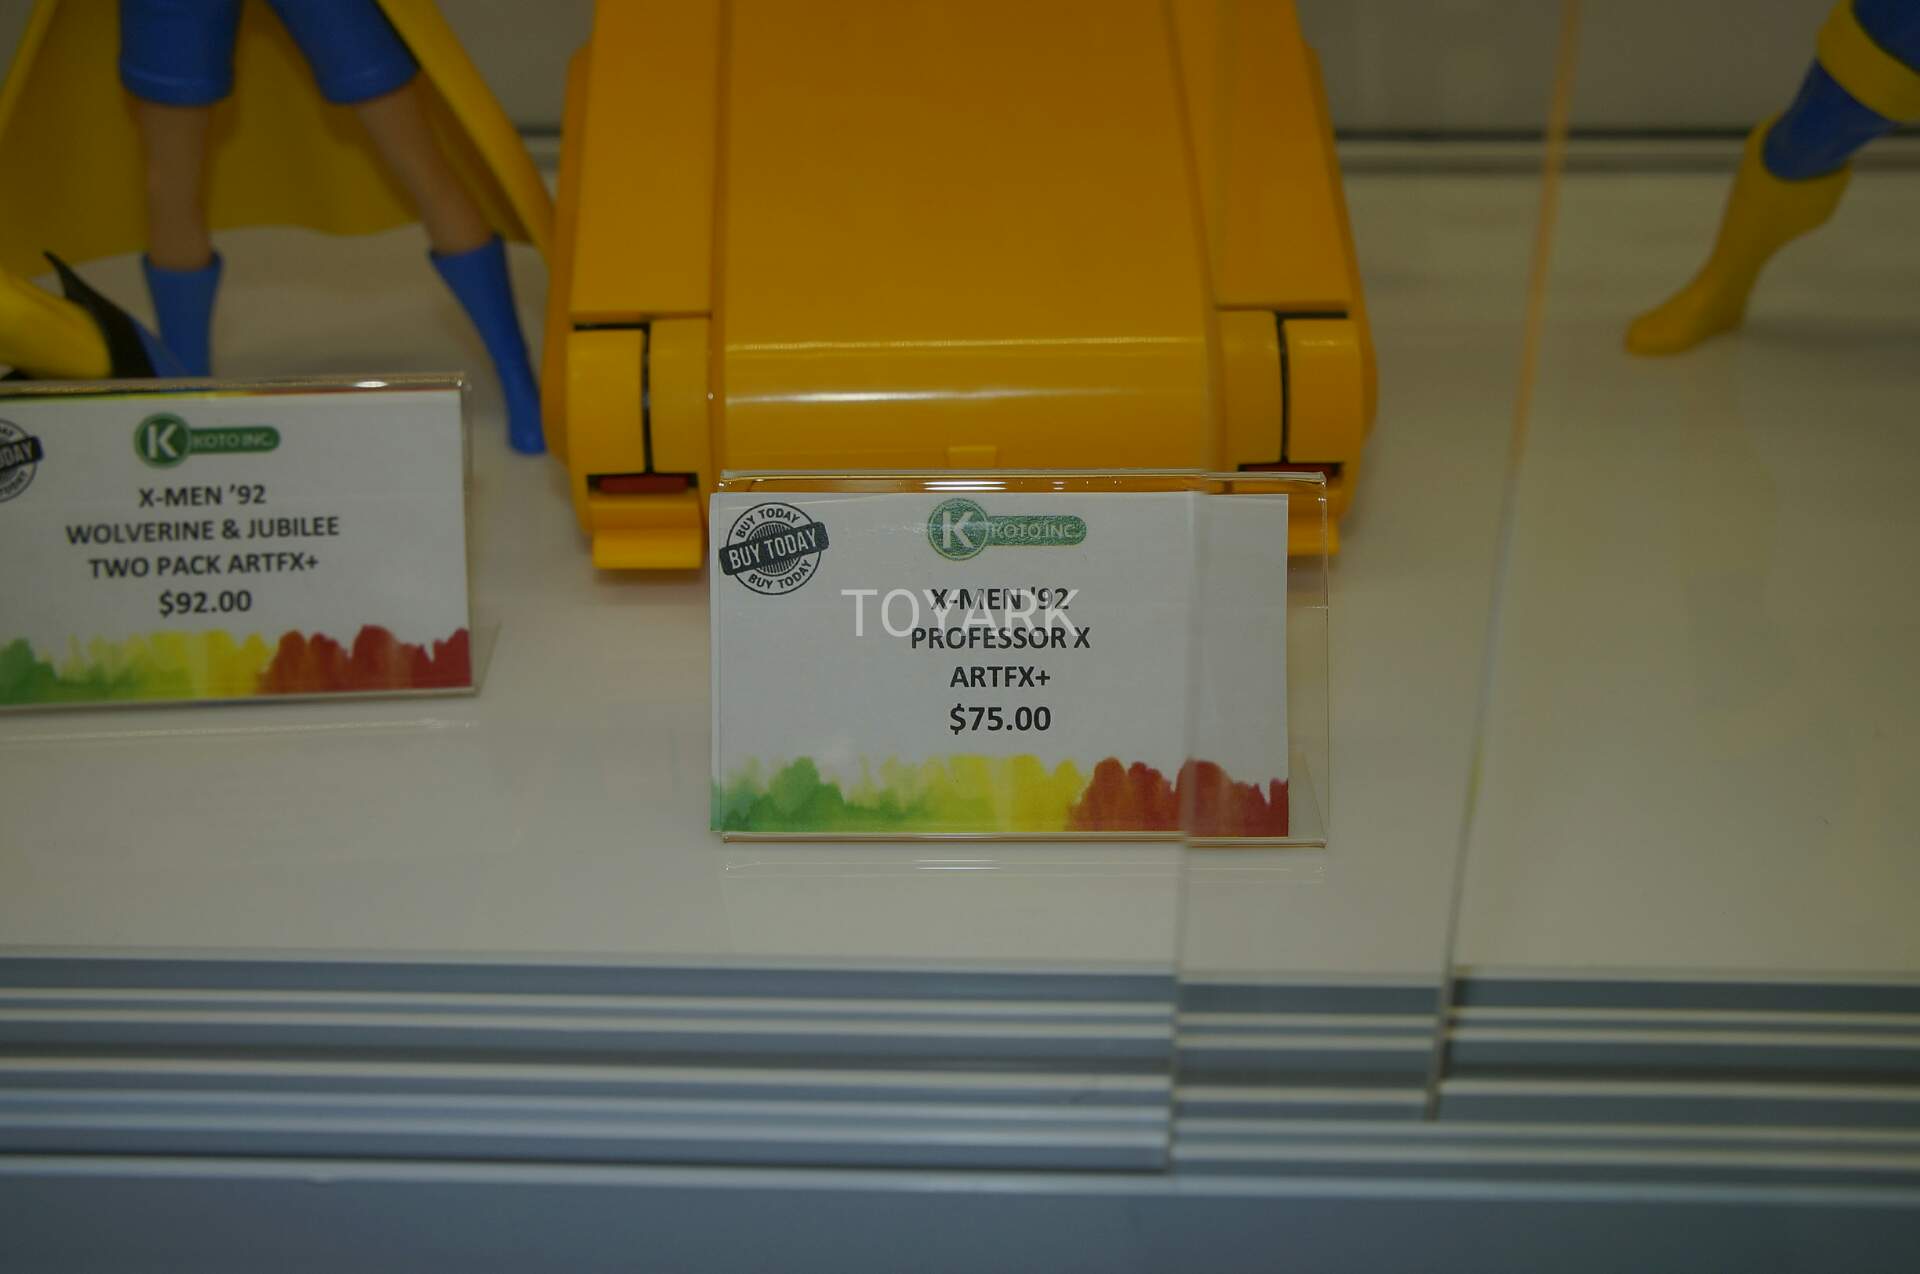 ODAY
KOTO INC.
X-MEN '92
WOLVERINE & JUBILEE
TWO PACK ARTFX+
$92.00
BUY TODAY
BUY TODAY
BUY TODAY
K KOTO INC.
TOYARK
X-MEN '92
PROFESSOR X
ARTFX+
$75.00